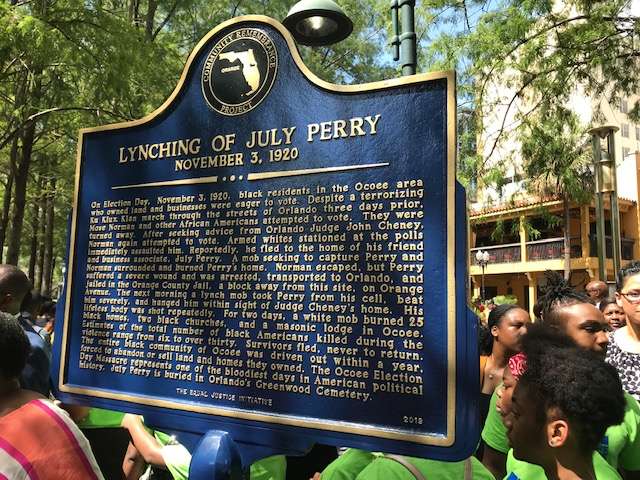 COMMUNITY REMEMBRANCE
ORANGE
PROJECT
LYNCHING OF JULY PERRY
NOVEMBER 3, 1920
On Election Day, November 3, 1920, black residents in the Ocoee area
who owned land and businesses were eager to vote. Despite a terrorizing
Ku Klux Klan march through the streets of Orlando three days prior,
Mose Norman and other African Americans attempted to vote. They were
turned away. After seeking advice from Orlando Judge John Cheney,
Norman again attempted to vote. Armed whites stationed at the polls
immediately assaulted him. Reportedly, he fled to the home of his friend
and business associate, July Perry. A mob seeking to capture Perry and
Norman surrounded and burned Perry's home. Norman escaped, but Perry
suffered a severe wound and was arrested, transported to Orlando, and
jailed in the Orange County Jail, a block away from this site, on Orange
Avenue. The next morning a lynch mob took Perry from his cell, beat
him severely, and hanged him within sight of Judge Cheney's home. His
lifeless body was shot repeatedly. For two days, a white mob burned 25
black homes, two black churches, and a masonic lodge in Ocoee.
Estimates of the total number of black Americans killed during the
violence range from six to over thirty. Survivors fled, never to return.
The entire black community of Ocoee was driven out within a year,
forced to abandon or sell land and homes they owned. The Ocoee Election
Day Massacre represents one of the bloodiest days in American political
history. July Perry is buried in Orlando's Greenwood Cemetery.
THE EQUAL JUSTICE INITIATIVE
2019